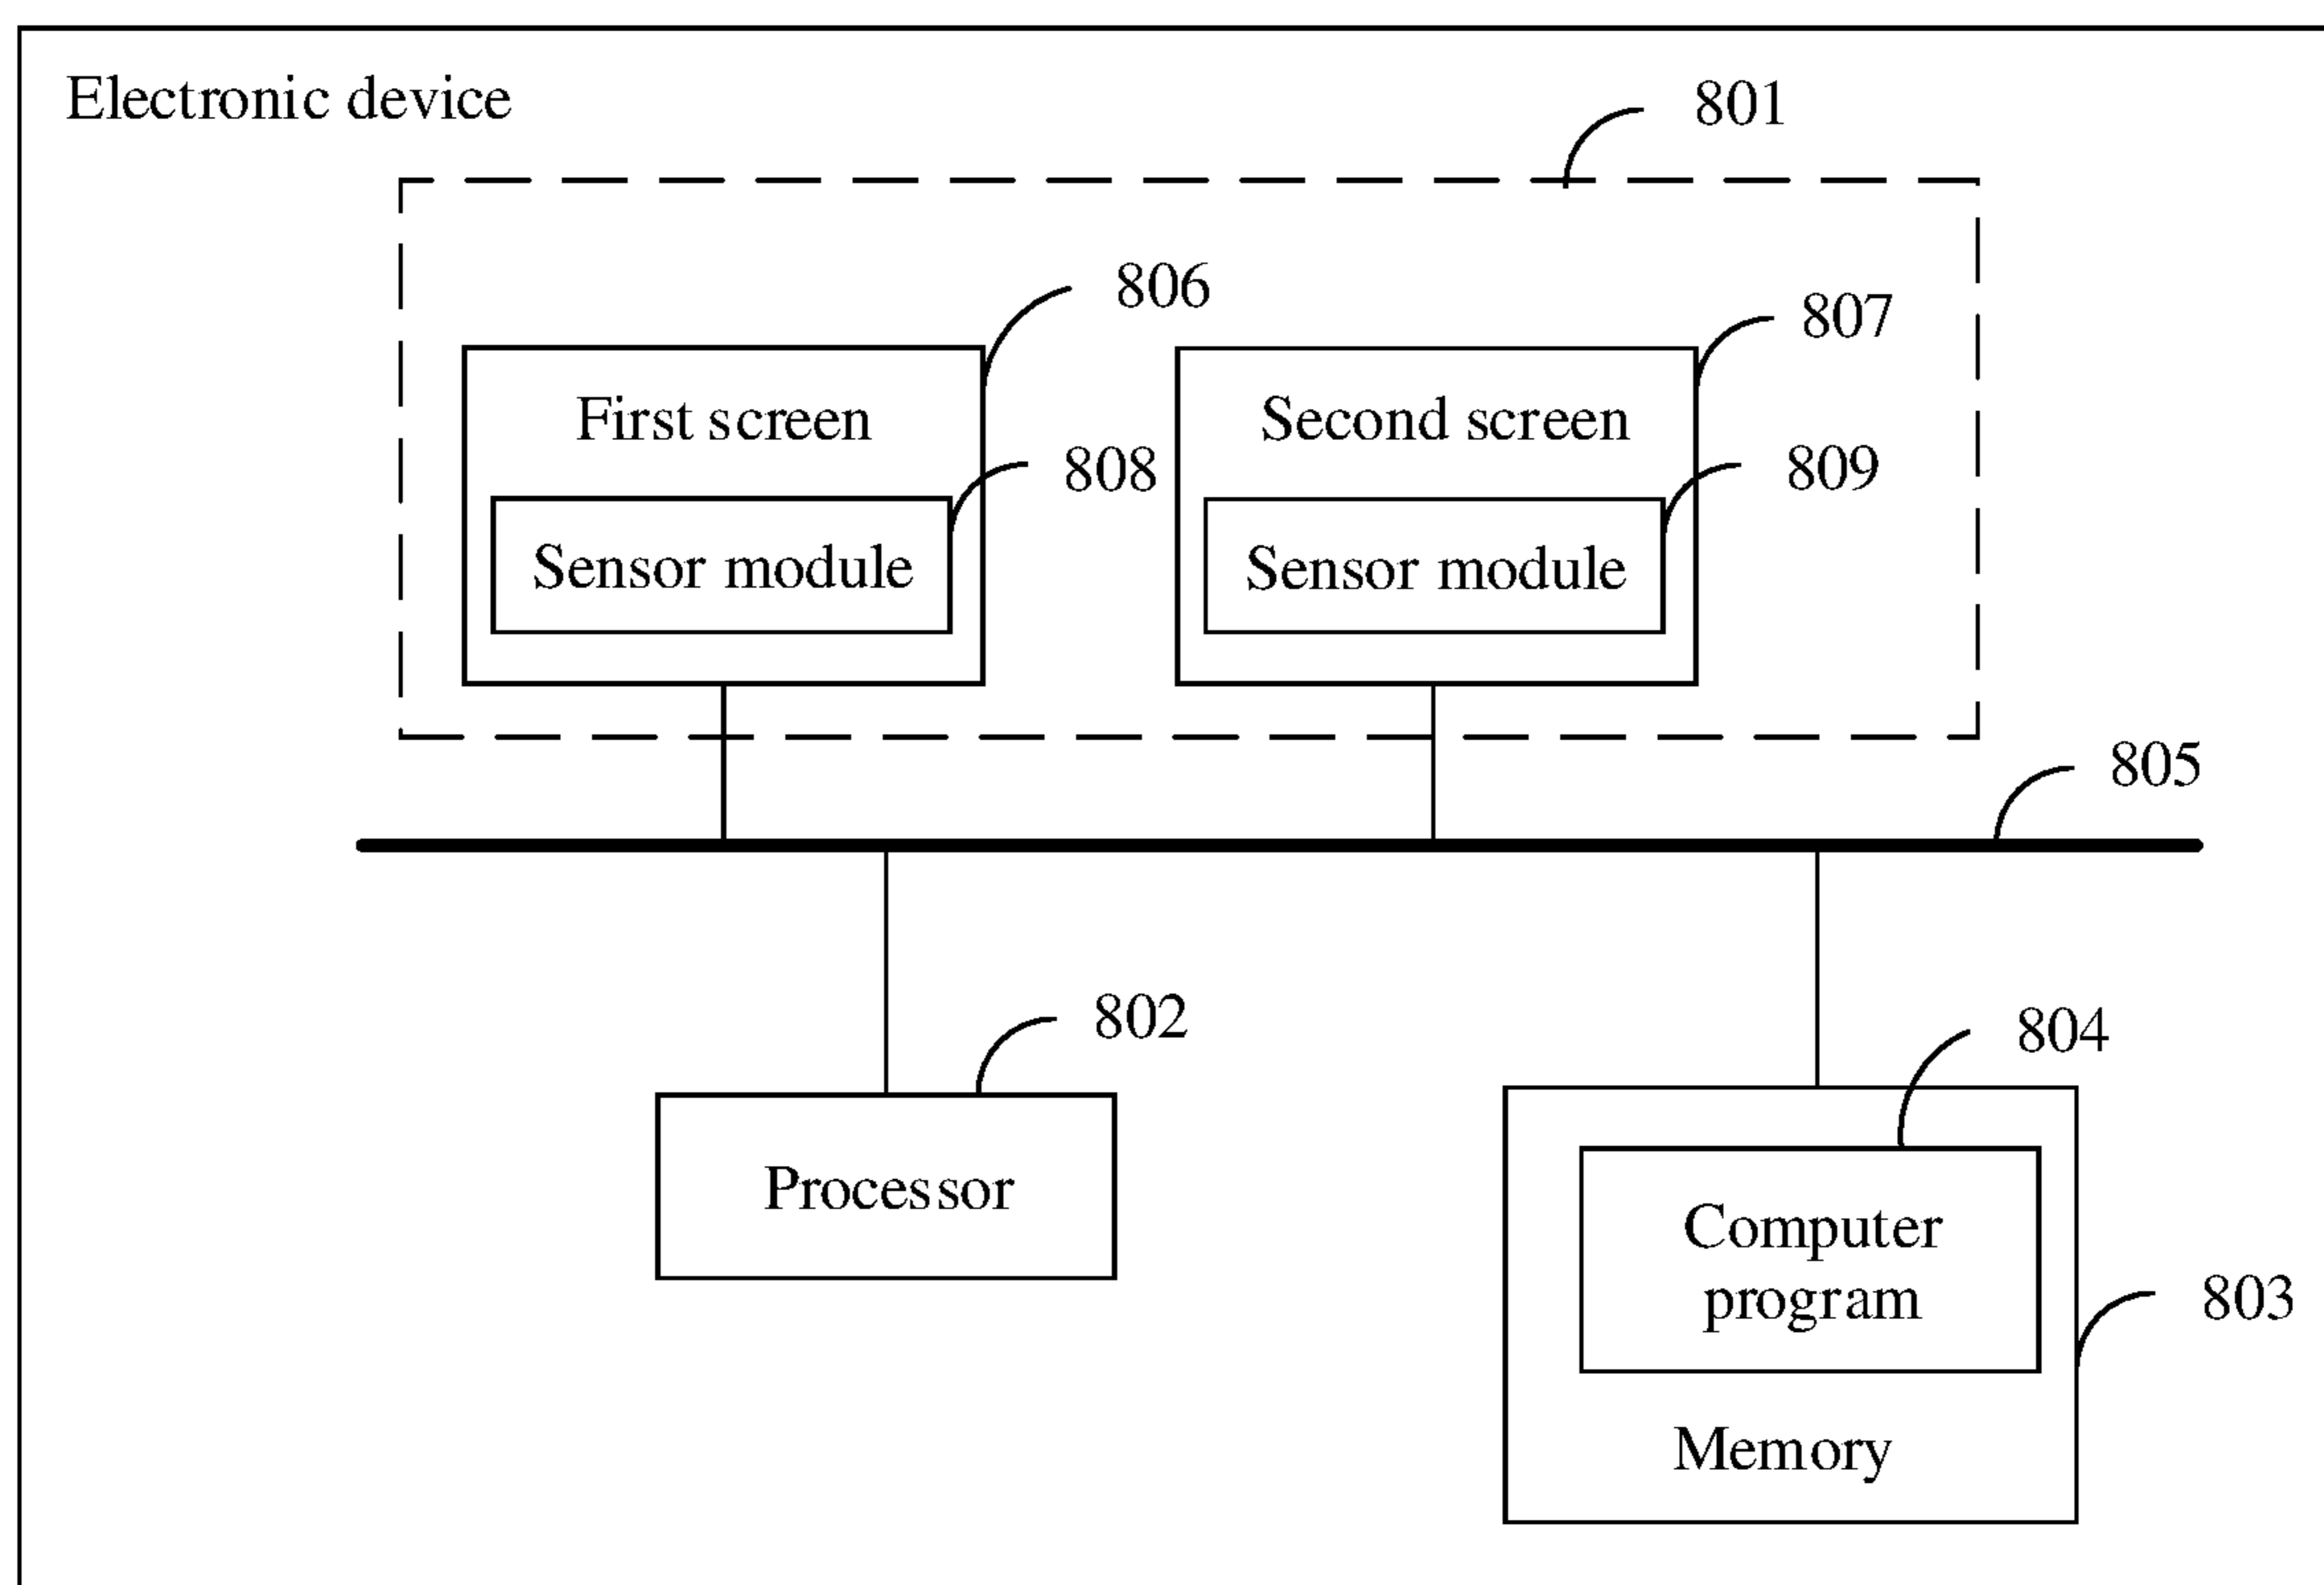 Electronic device
801
806
807
First screen
Second screen
808
809
Sensor module
Sensor module
805
802
804
Processor
Computer
program
803
Memory